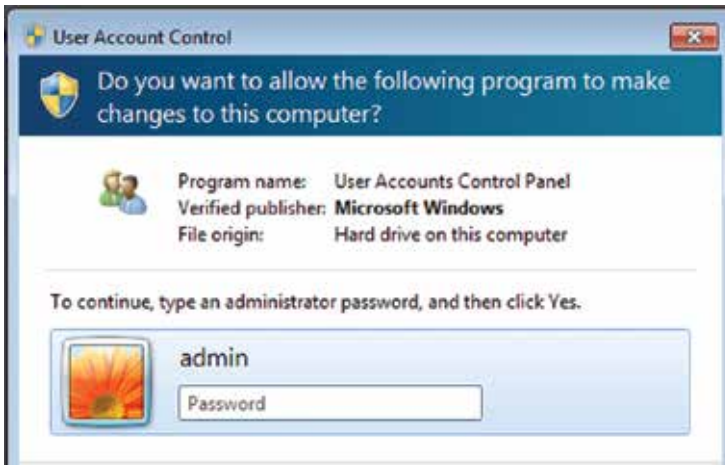 User Account Control
Do you want to allow the following program to make
changes to this computer?
Program name: User Accounts Control Panel
Verified publisher: Microsoft Windows
File origin: Hard drive on this computer
To continue, type an administrator password, and then click Yes.
admin
Password